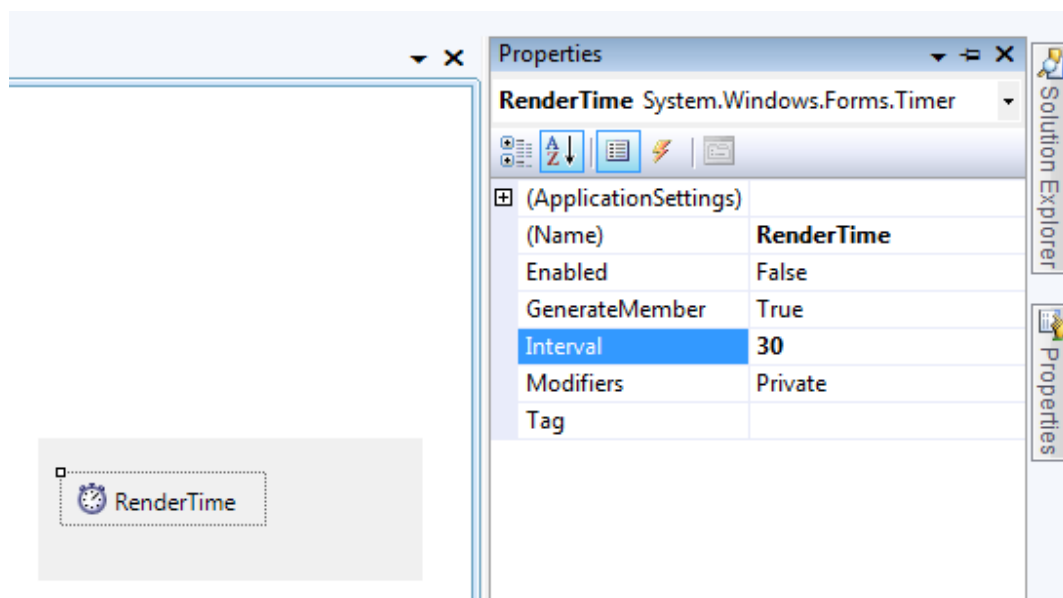 Properties
RenderTime System.Windows.Forms.Timer
(ApplicationSettings)
(Name) RenderTime
Enabled False
GenerateMember True
Interval 30
Modifiers Private
Tag
RenderTime
Solution Explorer
Properties